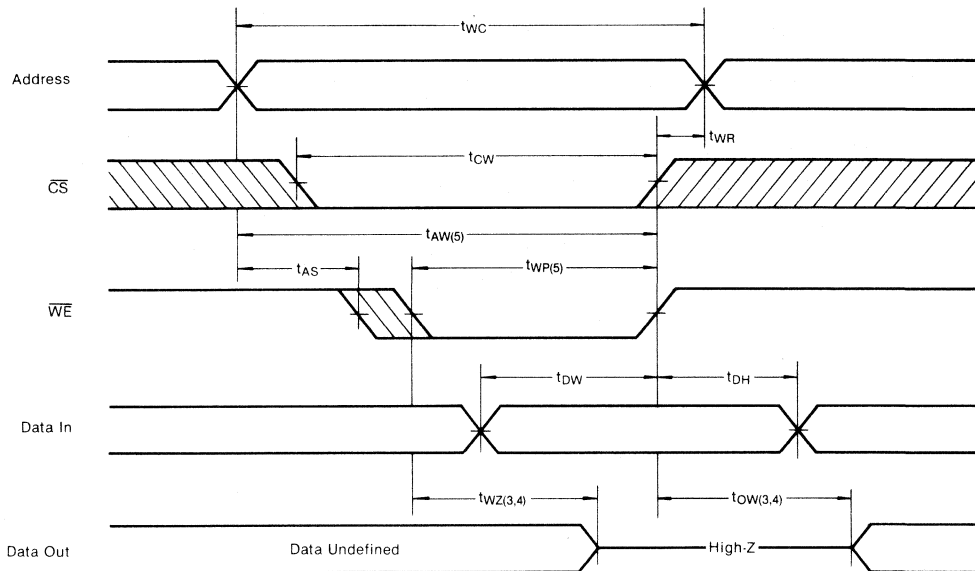 tWC
Address
tWR
tCW
CS
tAW(5)
tAS
tWP(5)
WE
tDW
tDH
Data In
tWZ(3,4)
tOW(3,4)
Data Out
Data Undefined
High-Z